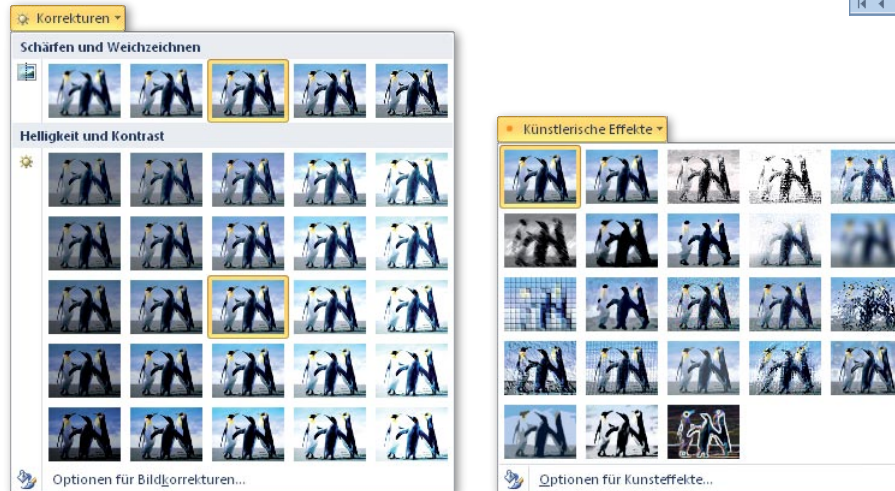 Korrekturen
Schärfen und Weichzeichnen
Helligkeit und Kontrast
Optionen für Bildkorrekturen...
Künstlerische Effekte
Optionen für Kunsteffekte...